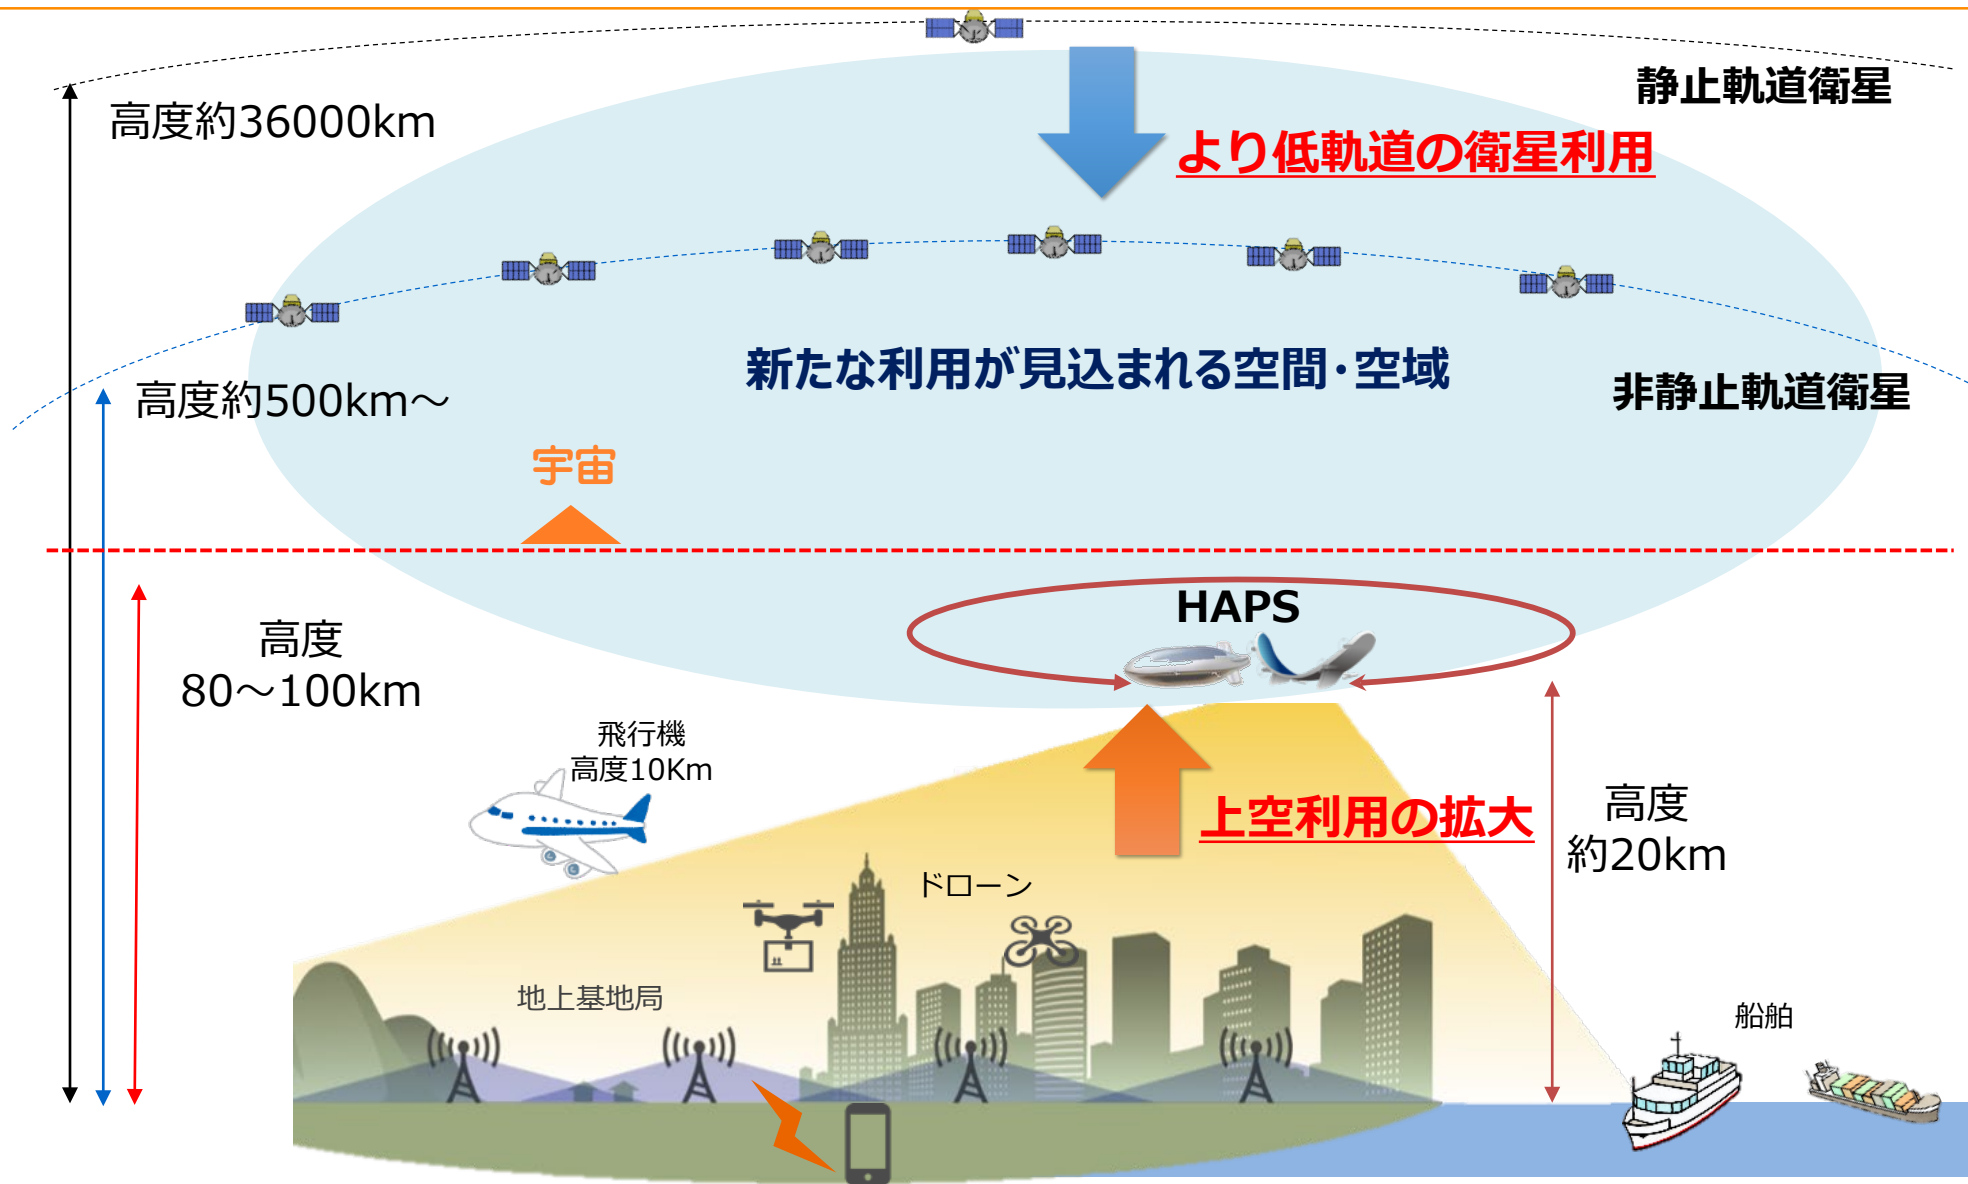 静止軌道衛星
高度約36000km
より低軌道の衛星利用
新たな利用が見込まれる空間・空域
高度約500km～
非静止軌道衛星
宇宙
HAPS
高度
80～100km
飛行機
高度10Km
上空利用の拡大
高度
約20km
ドローン
地上基地局
船舶